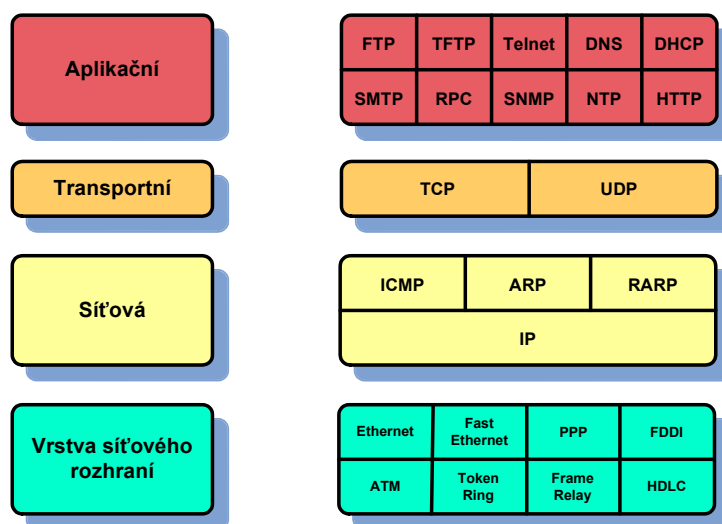 Aplikační
FTP TFTP Telnet DNS DHCP
SMTP RPC SNMP NTP HTTP
Transportní
TCP UDP
Síťová
ICMP ARP RARP
IP
Vrstva síťového
rozhraní
Ethernet Fast Ethernet PPP FDDI
ATM Token Ring Frame Relay HDLC